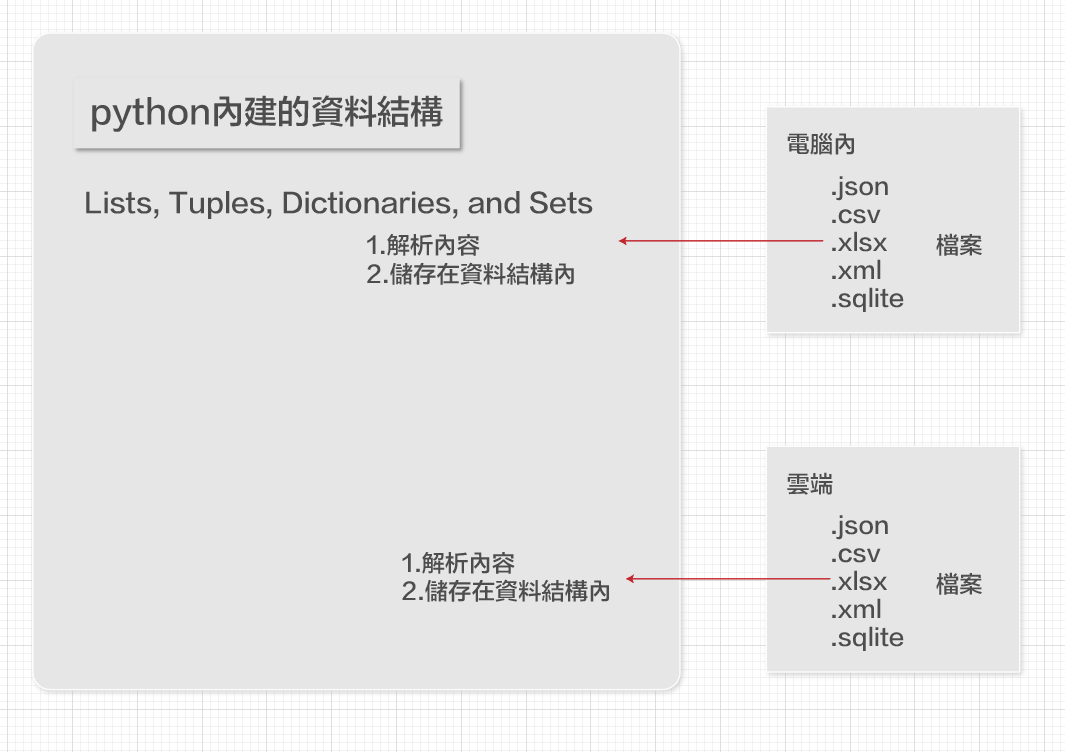 python內建的資料結構
Lists, Tuples, Dictionaries, and Sets
1.解析內容
2.儲存在資料結構內
電腦內
.json
.csv
.xlsx 檔案
.xml
.sqlite
1.解析內容
2.儲存在資料結構內
雲端
.json
.csv
.xlsx 檔案
.xml
.sqlite